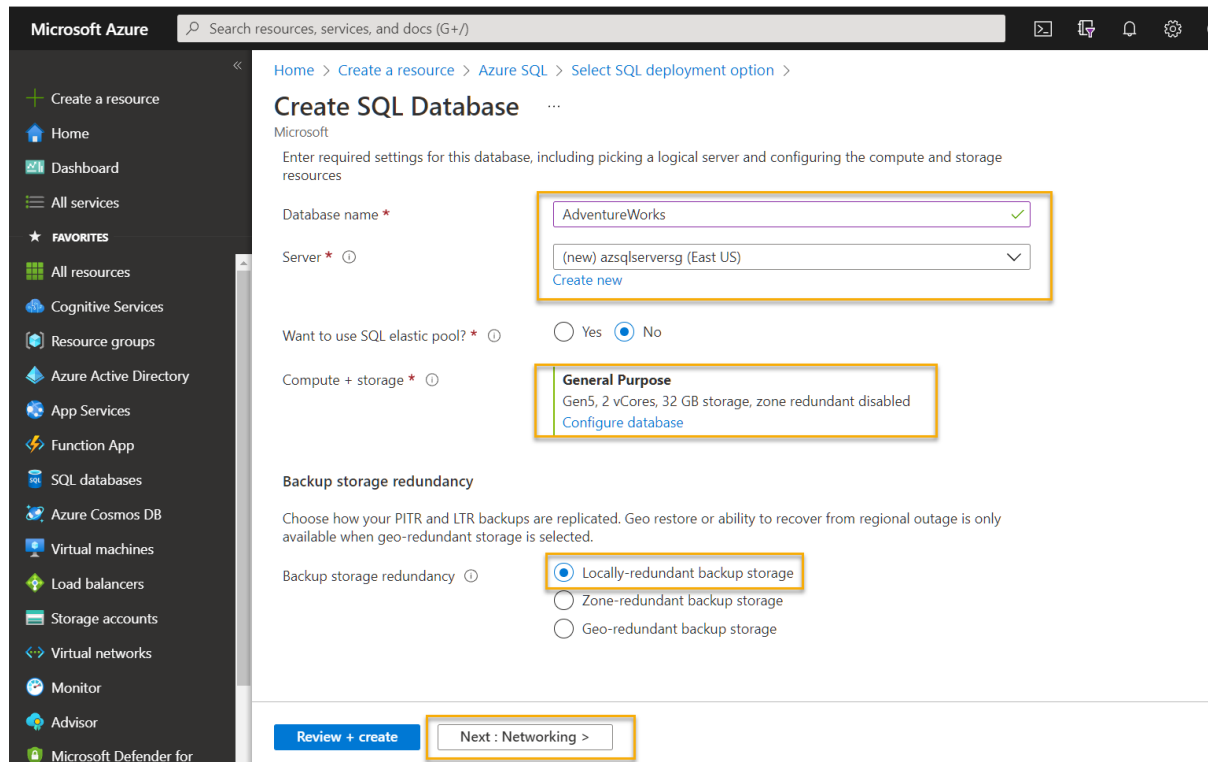 Microsoft Azure
Search resources, services, and docs (G+/)
«
Create a resource
Home
Dashboard
All services
FAVORITES
All resources
Cognitive Services
Resource groups
Azure Active Directory
App Services
Function App
SQL databases
Azure Cosmos DB
Virtual machines
Load balancers
Storage accounts
Virtual networks
Monitor
Advisor
Microsoft Defender for
Home > Create a resource > Azure SQL > Select SQL deployment option >
Create SQL Database ...
Microsoft
Enter required settings for this database, including picking a logical server and configuring the compute and storage
resources
Database name * AdventureWorks
Server * (new) azsqlserversg (East US)
Create new
Want to use SQL elastic pool? * Yes No
Compute + storage * General Purpose
Gen5, 2 vCores, 32 GB storage, zone redundant disabled
Configure database
Backup storage redundancy
Choose how your PITR and LTR backups are replicated. Geo restore or ability to recover from regional outage is only
available when geo-redundant storage is selected.
Backup storage redundancy Locally-redundant backup storage
Zone-redundant backup storage
Geo-redundant backup storage
Review + create Next : Networking >